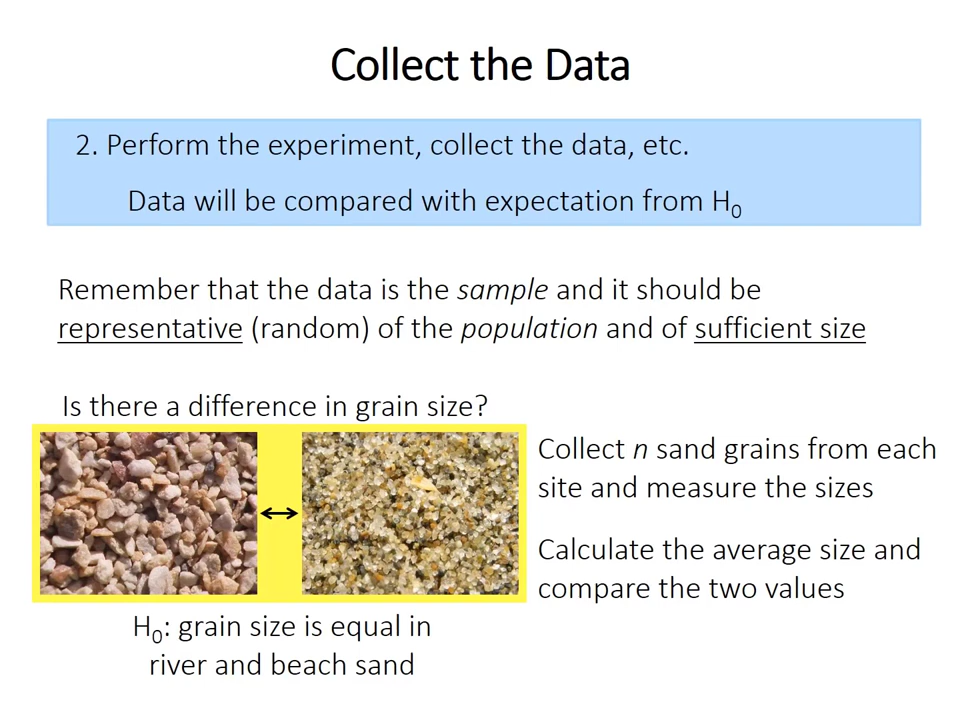 Collect the Data
2. Perform the experiment, collect the data, etc.
Data will be compared with expectation from H₀
Remember that the data is the sample and it should be
representative (random) of the population and of sufficient size
Is there a difference in grain size?
Collect n sand grains from each
site and measure the sizes
Calculate the average size and
compare the two values
H₀: grain size is equal in
river and beach sand